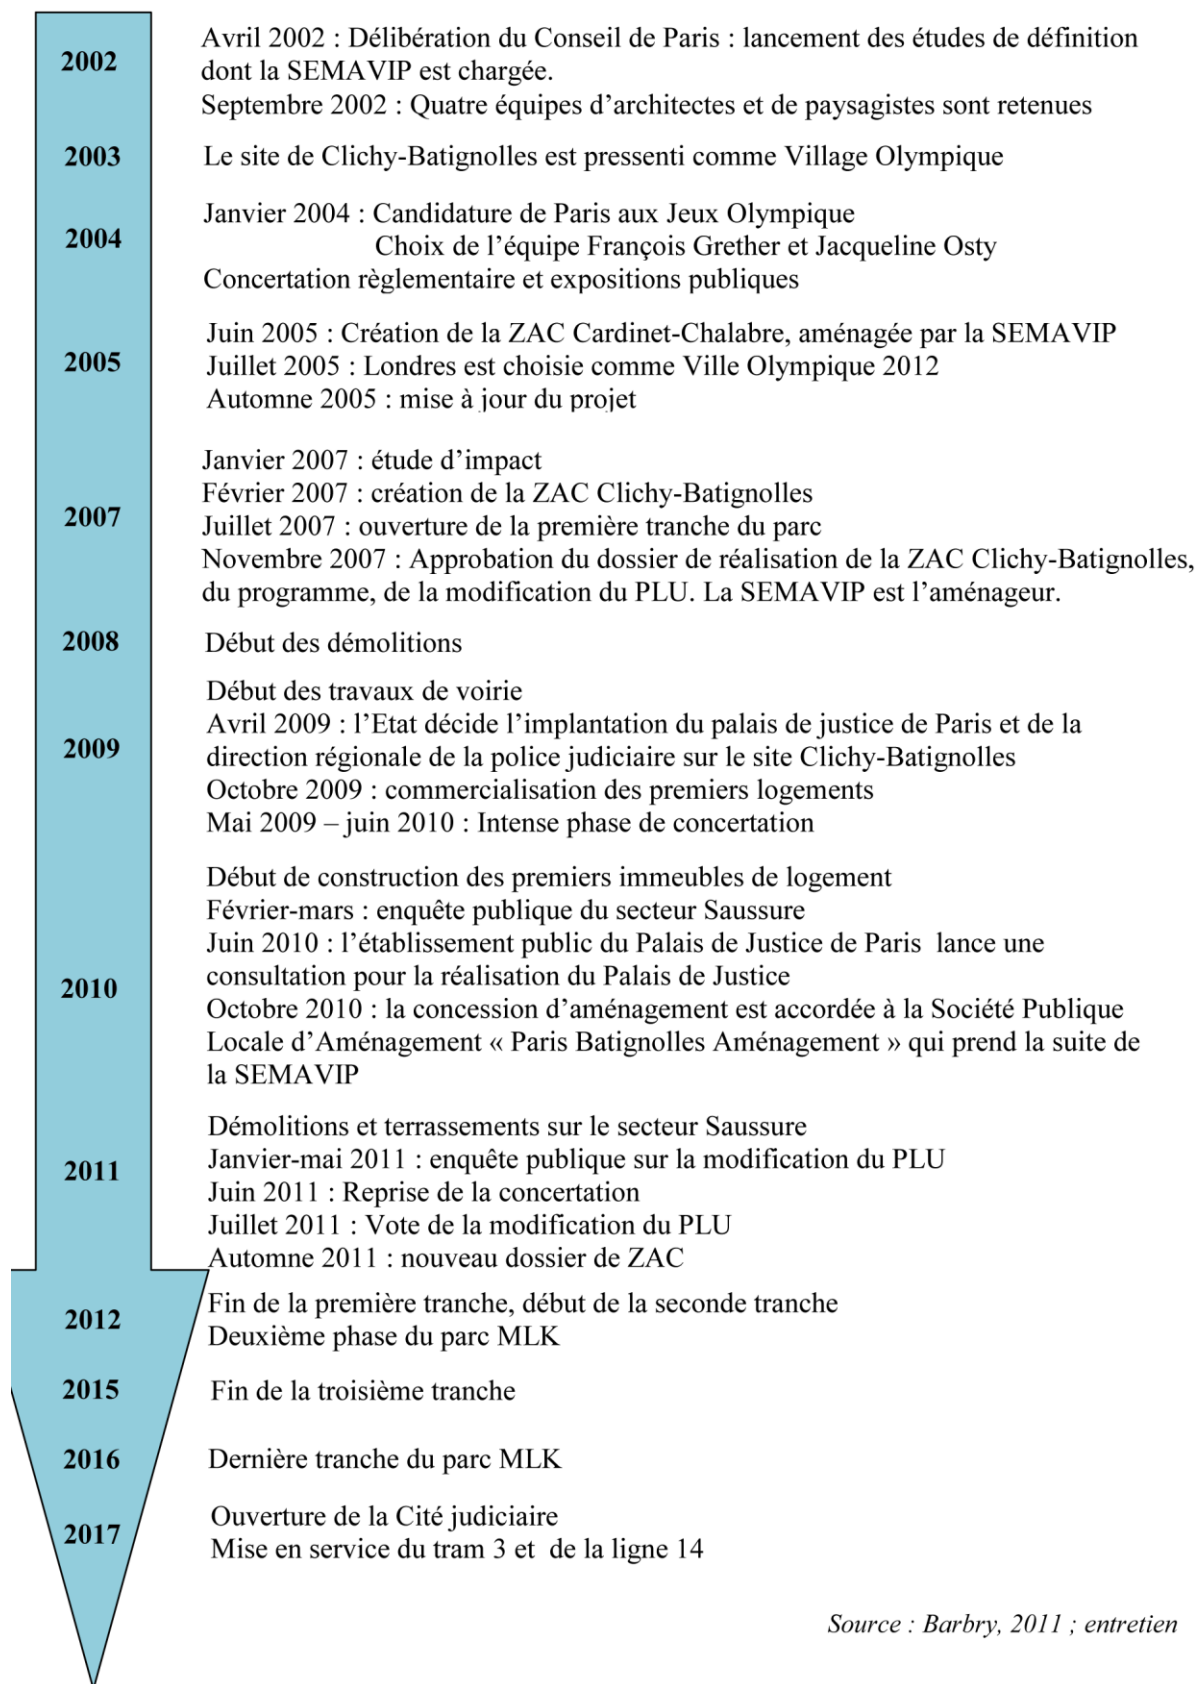 2002
Avril 2002 : Délibération du Conseil de Paris : lancement des études de définition
dont la SEMAVIP est chargée.
Septembre 2002 : Quatre équipes d’architectes et de paysagistes sont retenues
2003
Le site de Clichy-Batignolles est pressenti comme Village Olympique
2004
Janvier 2004 : Candidature de Paris aux Jeux Olympique
Choix de l’équipe François Grether et Jacqueline Osty
Concertation règlementaire et expositions publiques
2005
Juin 2005 : Création de la ZAC Cardinet-Chalabre, aménagée par la SEMAVIP
Juillet 2005 : Londres est choisie comme Ville Olympique 2012
Automne 2005 : mise à jour du projet
2007
Janvier 2007 : étude d’impact
Février 2007 : création de la ZAC Clichy-Batignolles
Juillet 2007 : ouverture de la première tranche du parc
Novembre 2007 : Approbation du dossier de réalisation de la ZAC Clichy-Batignolles,
du programme, de la modification du PLU. La SEMAVIP est l’aménageur.
2008
Début des démolitions
2009
Début des travaux de voirie
Avril 2009 : l’Etat décide l’implantation du palais de justice de Paris et de la
direction régionale de la police judiciaire sur le site Clichy-Batignolles
Octobre 2009 : commercialisation des premiers logements
Mai 2009 – juin 2010 : Intense phase de concertation
2010
Début de construction des premiers immeubles de logement
Février-mars : enquête publique du secteur Saussure
Juin 2010 : l’établissement public du Palais de Justice de Paris lance une
consultation pour la réalisation du Palais de Justice
Octobre 2010 : la concession d’aménagement est accordée à la Société Publique
Locale d’Aménagement « Paris Batignolles Aménagement » qui prend la suite de
la SEMAVIP
2011
Démolitions et terrassements sur le secteur Saussure
Janvier-mai 2011 : enquête publique sur la modification du PLU
Juin 2011 : Reprise de la concertation
Juillet 2011 : Vote de la modification du PLU
Automne 2011 : nouveau dossier de ZAC
2012
Fin de la première tranche, début de la seconde tranche
Deuxième phase du parc MLK
2015
Fin de la troisième tranche
2016
Dernière tranche du parc MLK
2017
Ouverture de la Cité judiciaire
Mise en service du tram 3 et de la ligne 14
Source : Barbry, 2011 ; entretien